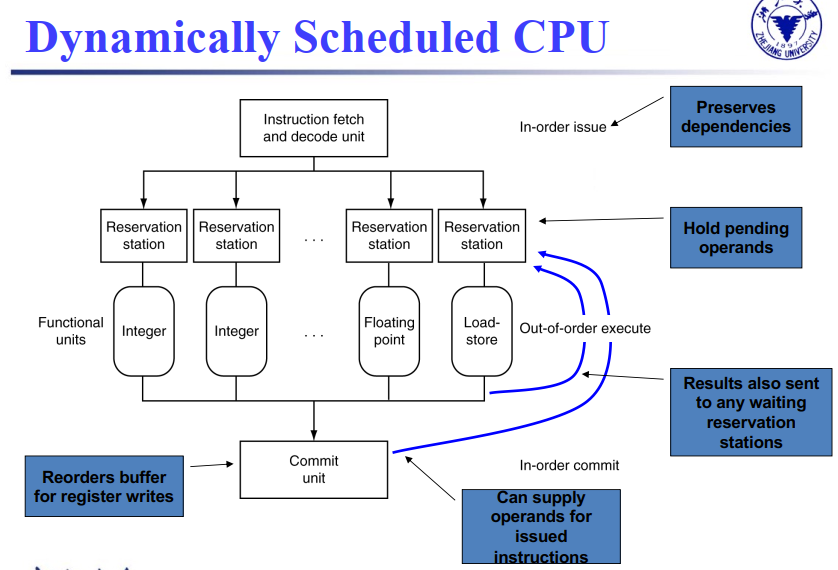 Dynamically Scheduled CPU
ZHEJIANG UNIVERSITY
1897
Instruction fetch
and decode unit
In-order issue
Preserves
dependencies
Reservation
station
Reservation
station
. . .
Reservation
station
Reservation
station
Hold pending
operands
Functional
units
Integer
Integer
. . .
Floating
point
Load-
store
Out-of-order execute
Results also sent
to any waiting
reservation
stations
Commit
unit
In-order commit
Reorders buffer
for register writes
Can supply
operands for
issued
instructions